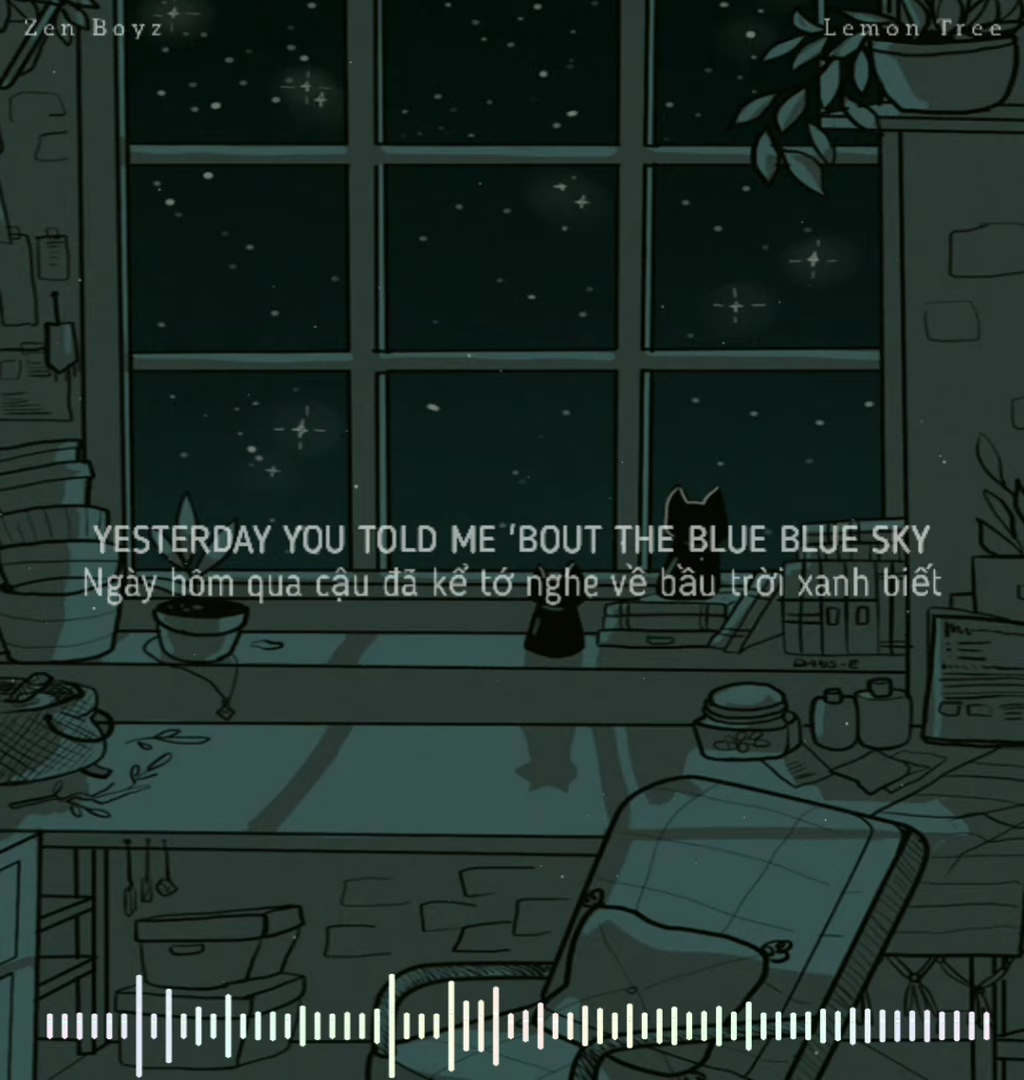 Zen Boyz
Lemon Tree
YESTERDAY YOU TOLD ME 'BOUT THE BLUE BLUE SKY
Ngày hôm qua cậu đã kể tớ nghe về bầu trời xanh biết